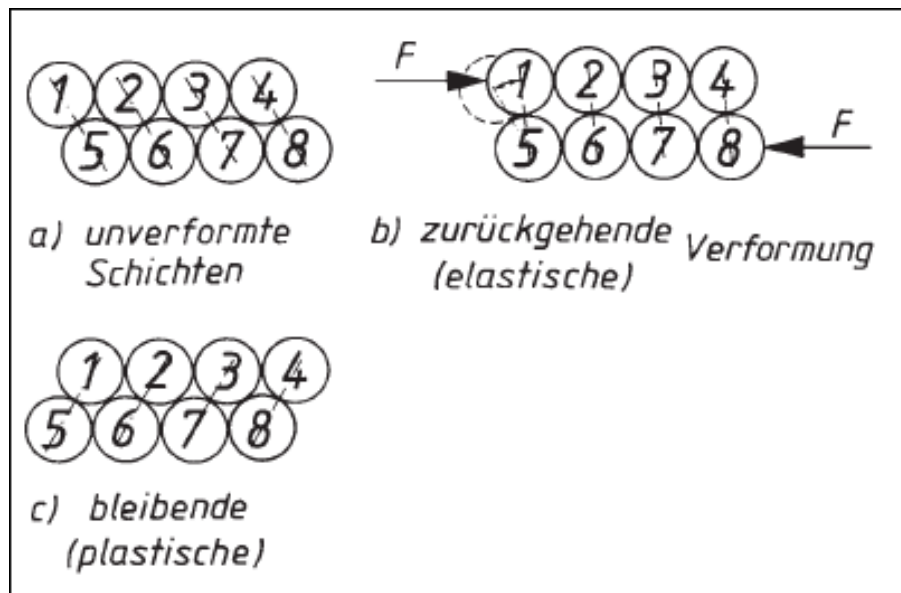 1 2 3 4
5 6 7 8
a) unverformte
Schichten
F
1 2 3 4
F
5 6 7 8
b) zurückgehende Verformung
(elastische)
1 2 3 4
5 6 7 8
c) bleibende
(plastische)